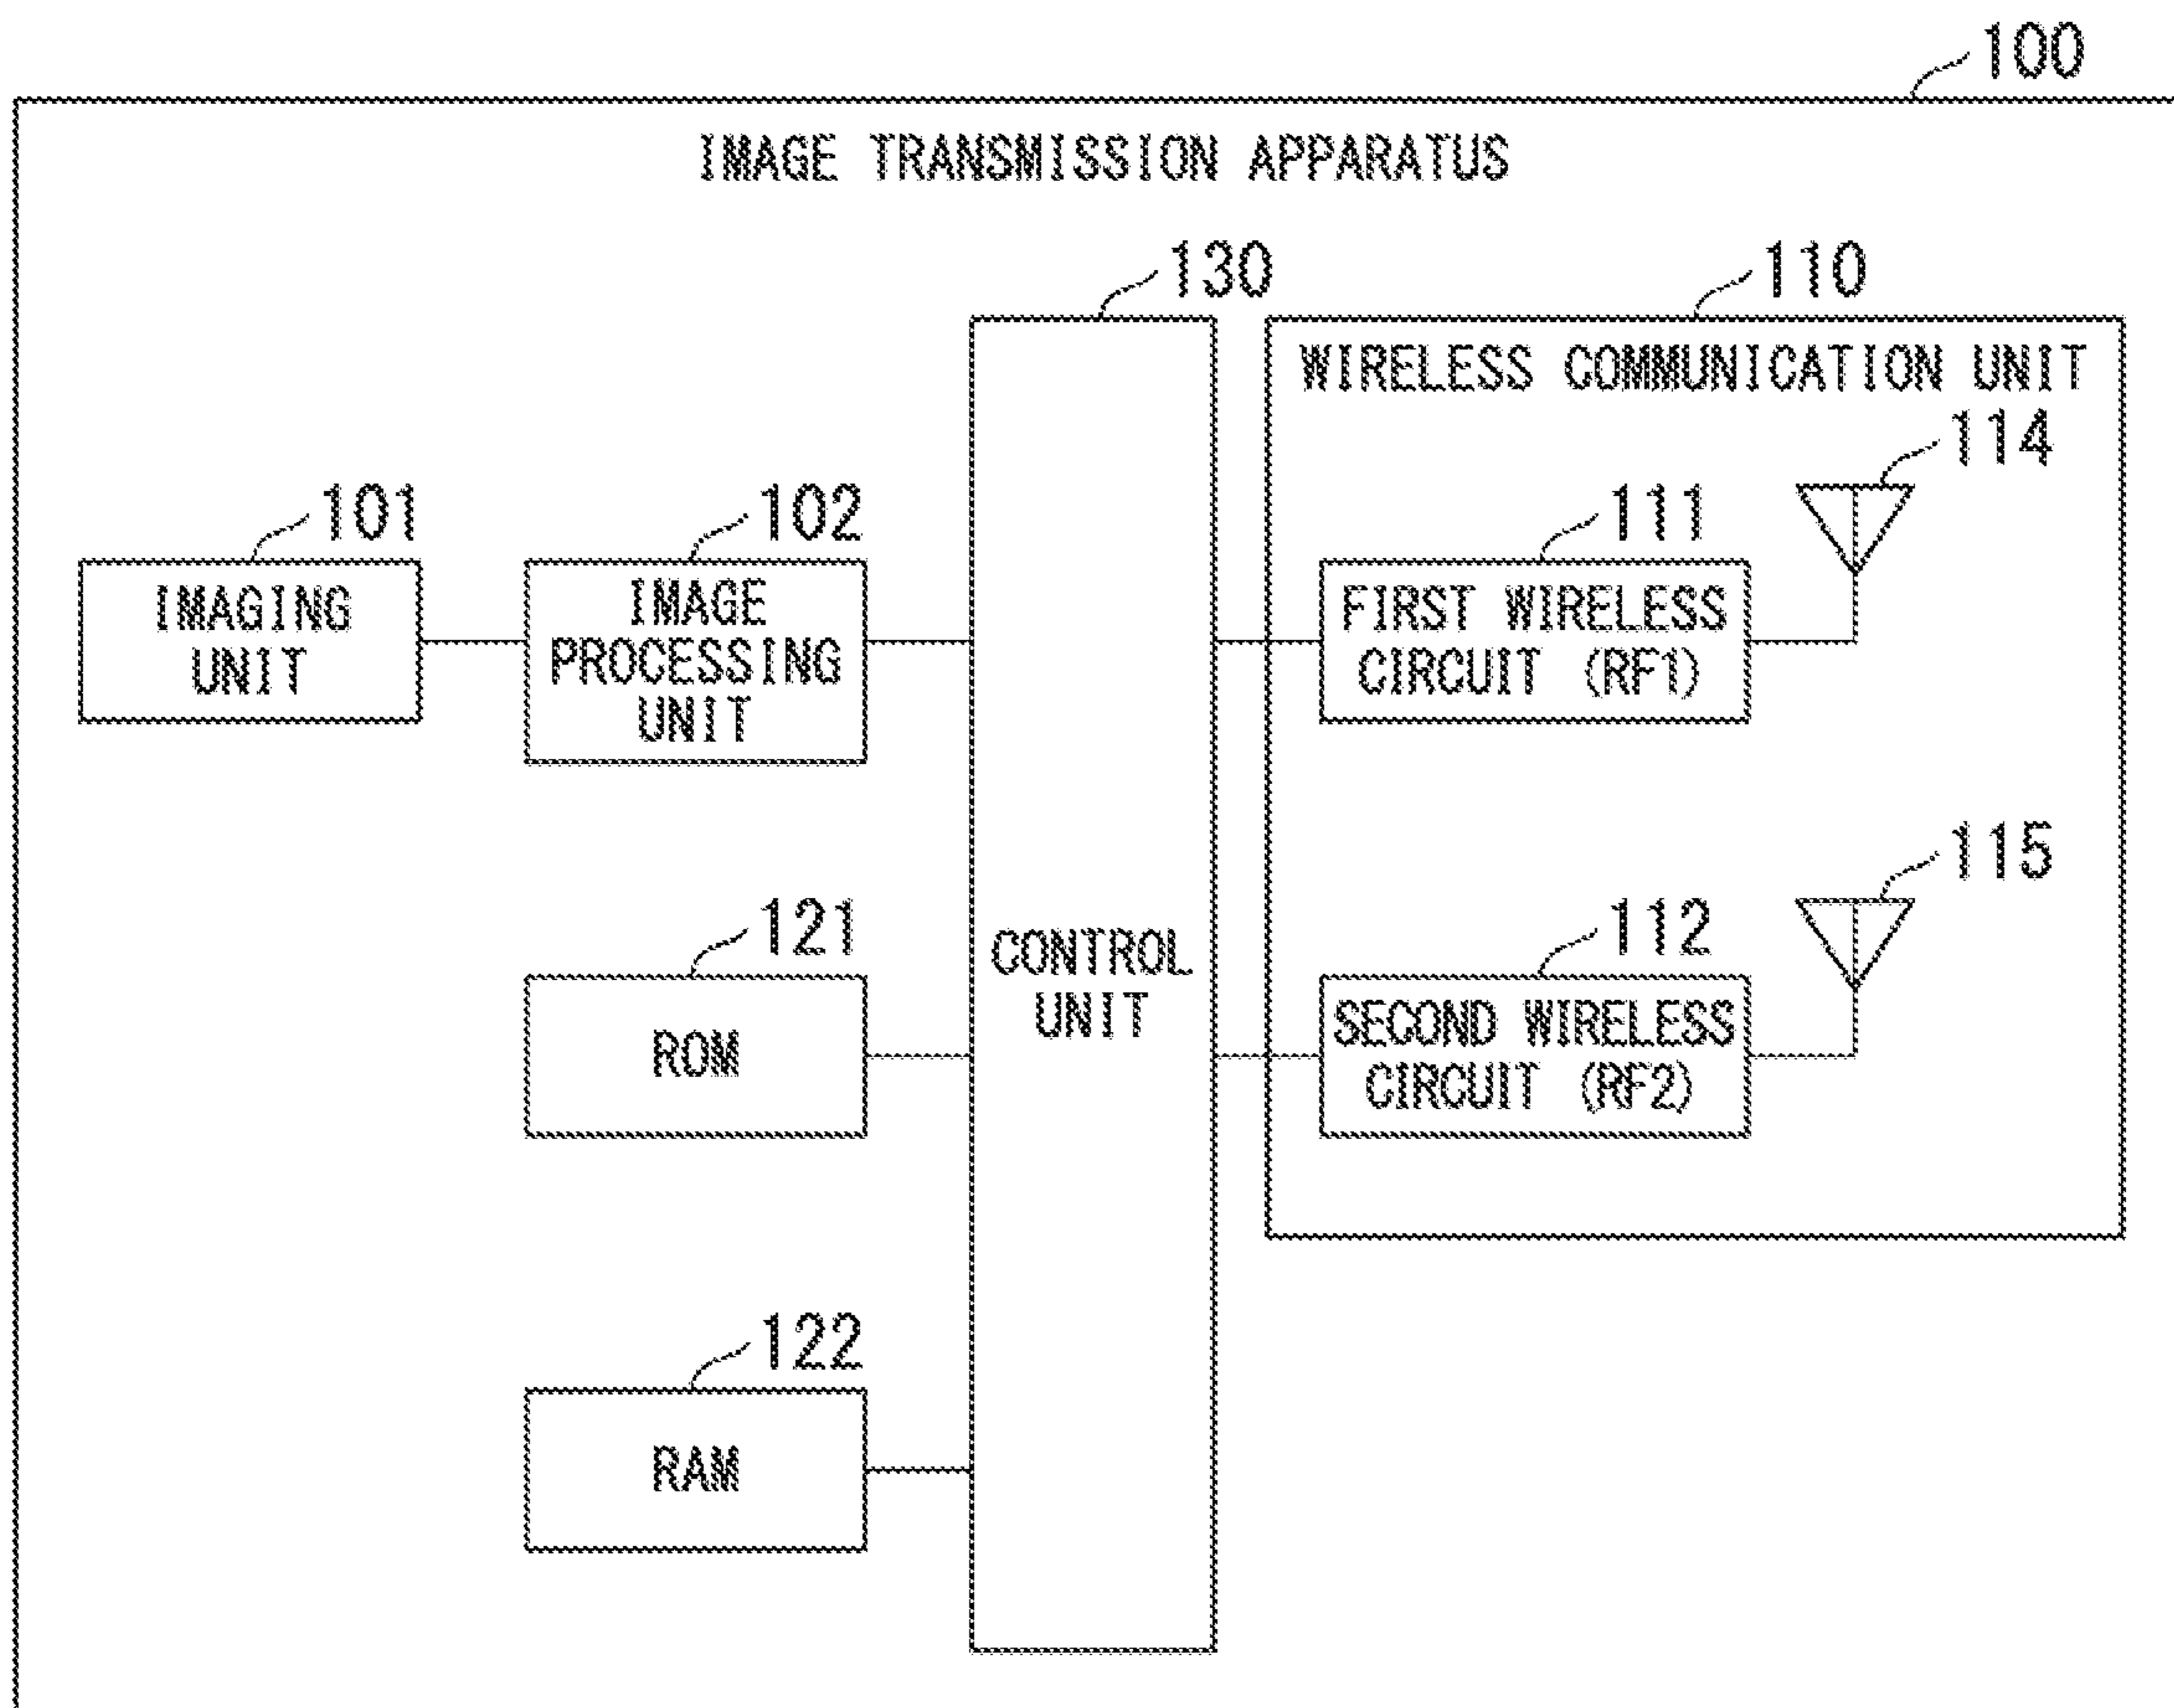 100
IMAGE TRANSMISSION APPARATUS
130
110
WIRELESS COMMUNICATION UNIT
114
101
102
111
IMAGING
UNIT
IMAGE
PROCESSING
UNIT
FIRST WIRELESS
CIRCUIT (RF1)
115
121
112
CONTROL
UNIT
ROM
SECOND WIRELESS
CIRCUIT (RF2)
122
RAM